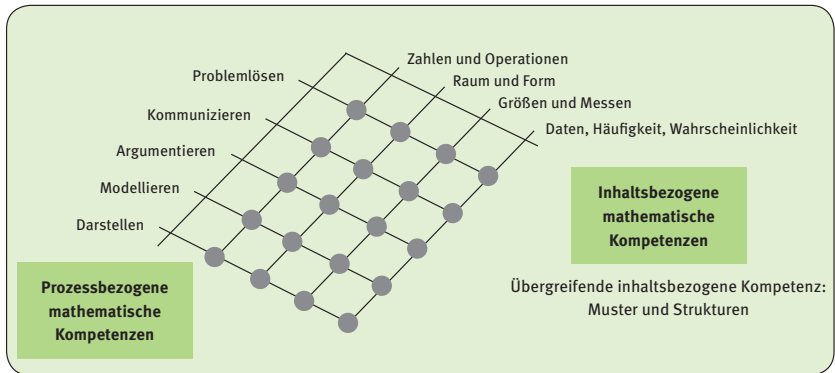 Problemlösen
Kommunizieren
Argumentieren
Modellieren
Darstellen
Zahlen und Operationen
Raum und Form
Größen und Messen
Daten, Häufigkeit, Wahrscheinlichkeit
Prozessbezogene
mathematische
Kompetenzen
Inhaltsbezogene
mathematische
Kompetenzen
Übergreifende inhaltsbezogene Kompetenz:
Muster und Strukturen